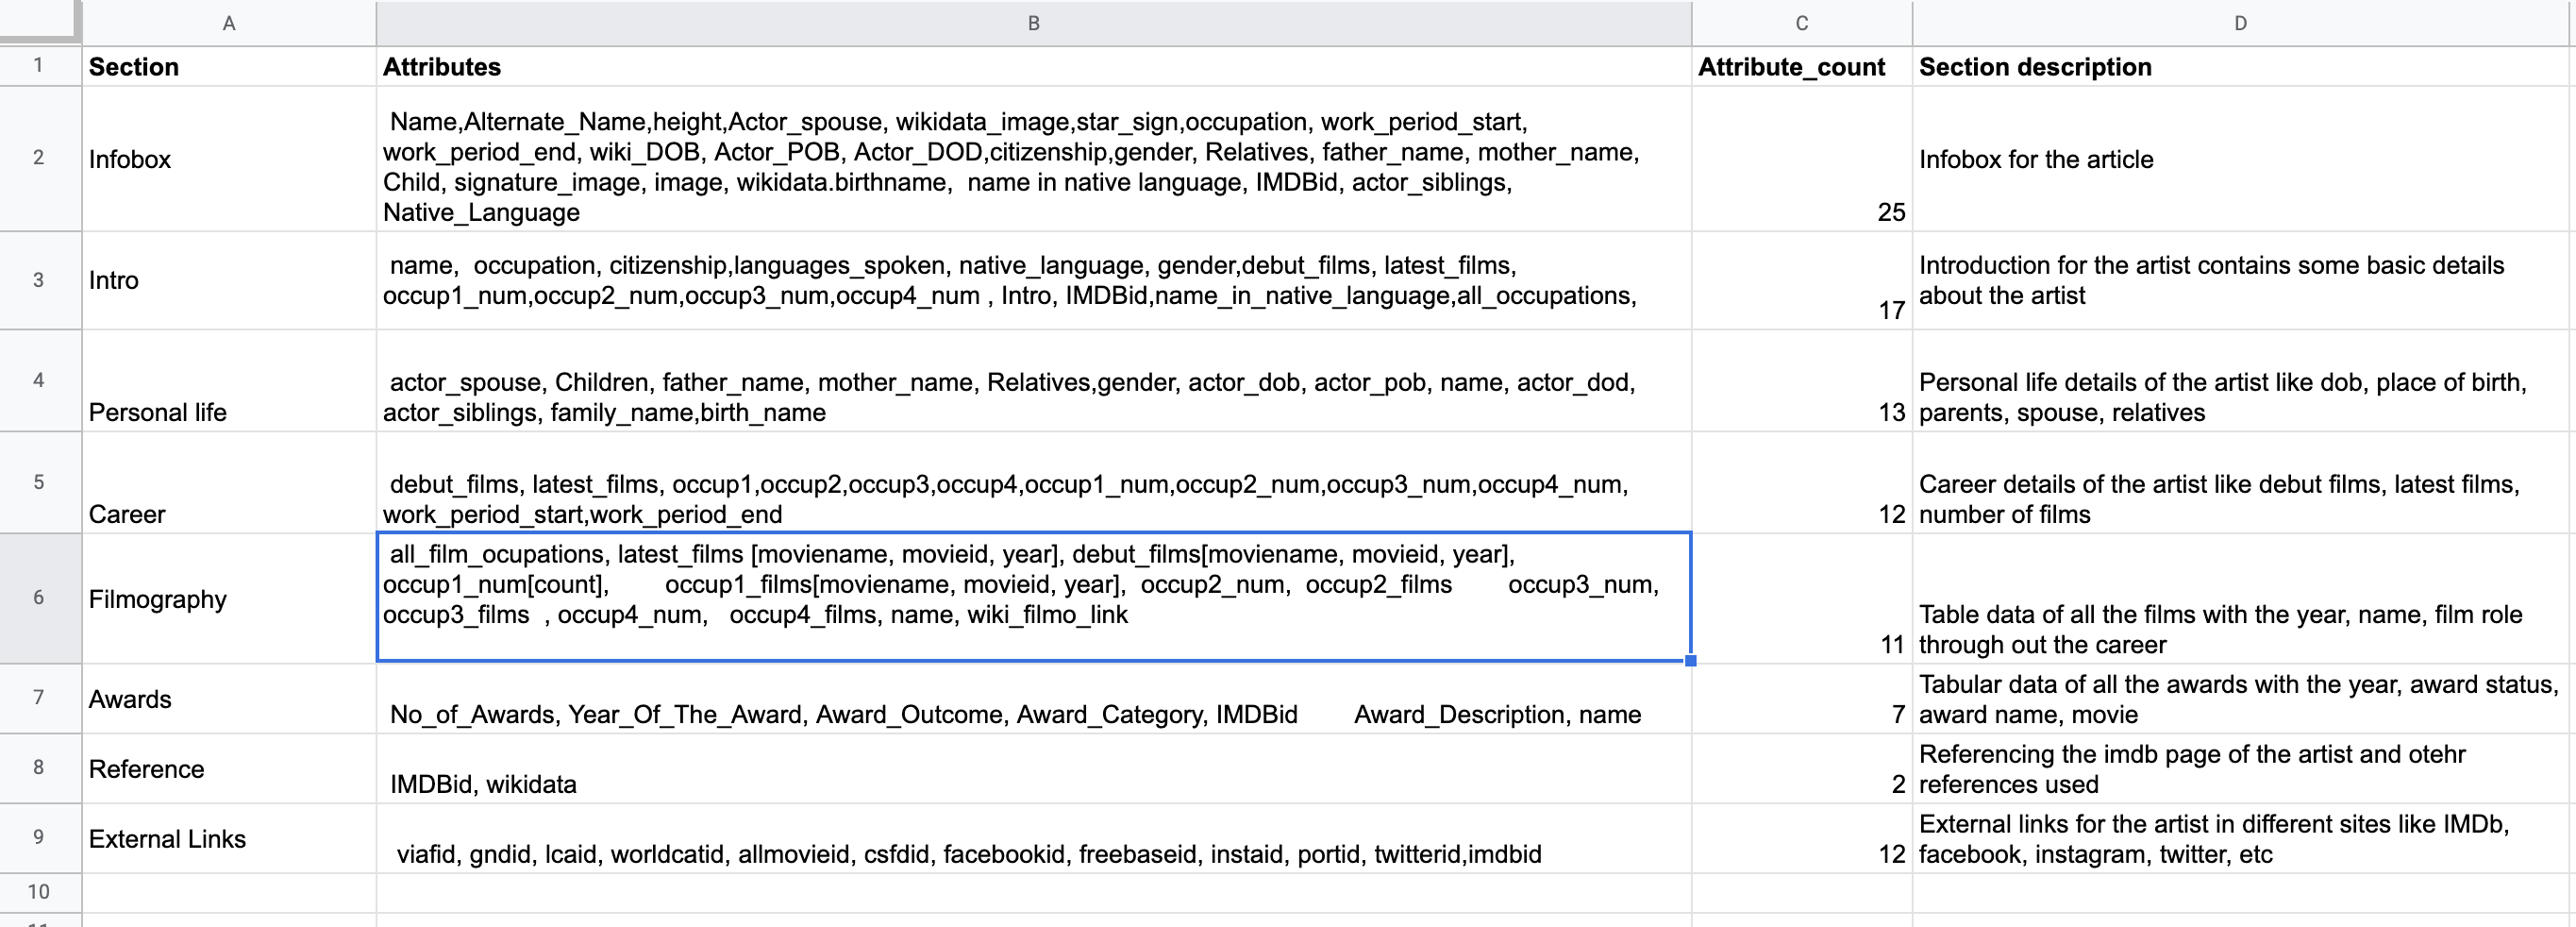 A B C D
1 Section Attributes Attribute_count Section description
2 Infobox Name,Alternate_Name,height,Actor_spouse, wikidata_image,star_sign,occupation, work_period_start,
work_period_end, wiki_DOB, Actor_POB, Actor_DOD,citizenship,gender, Relatives, father_name, mother_name,
Child, signature_image, image, wikidata.birthname, name in native language, IMDBid, actor_siblings,
Native_Language
25
Infobox for the article
3 Intro name, occupation, citizenship,languages_spoken, native_language, gender,debut_films, latest_films,
occup1_num,occup2_num,occup3_num,occup4_num , Intro, IMDBid,name_in_native_language,all_occupations,
17
Introduction for the artist contains some basic details
about the artist
4 Personal life actor_spouse, Children, father_name, mother_name, Relatives,gender, actor_dob, actor_pob, name, actor_dod,
actor_siblings, family_name,birth_name
13
Personal life details of the artist like dob, place of birth,
parents, spouse, relatives
5 Career debut_films, latest_films, occup1,occup2,occup3,occup4,occup1_num,occup2_num,occup3_num,occup4_num,
work_period_start,work_period_end
12
Career details of the artist like debut films, latest films,
number of films
6 Filmography all_film_ocupations, latest_films [moviename, movieid, year], debut_films[moviename, movieid, year],
occup1_num[count], occup1_films[moviename, movieid, year], occup2_num, occup2_films occup3_num,
occup3_films , occup4_num, occup4_films, name, wiki_filmo_link
11
Table data of all the films with the year, name, film role
through out the career
7 Awards No_of_Awards, Year_Of_The_Award, Award_Outcome, Award_Category, IMDBid Award_Description, name
7
Tabular data of all the awards with the year, award status,
award name, movie
8 Reference IMDBid, wikidata
2
Referencing the imdb page of the artist and otehr
references used
9 External Links viafid, gndid, lcaid, worldcatid, allmovieid, csfdid, facebookid, freebaseid, instaid, portid, twitterid,imdbid
12
External links for the artist in different sites like IMDb,
facebook, instagram, twitter, etc
10